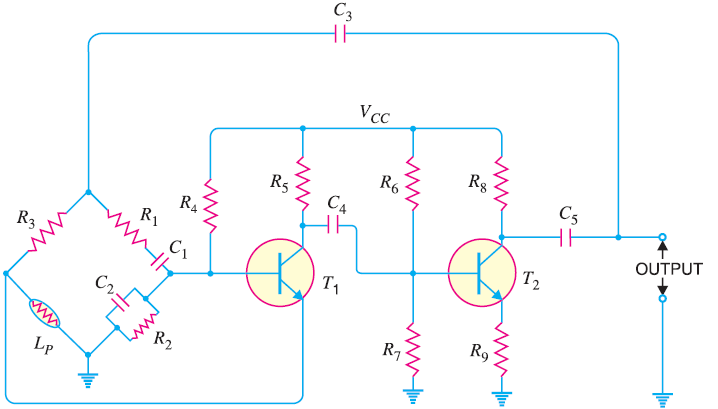 C3
VCC
R3
R1
R4
R5
C4
R6
R8
C5
C1
C2
T1
T2
OUTPUT
LP
R2
R7
R9